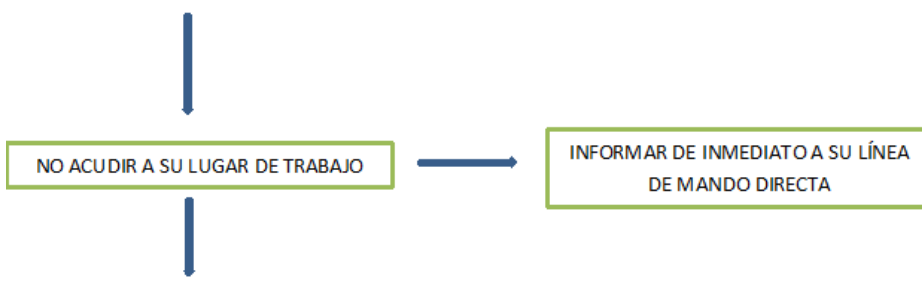 NO ACUDIR A SU LUGAR DE TRABAJO
INFORMAR DE INMEDIATO A SU LÍNEA
DE MANDO DIRECTA